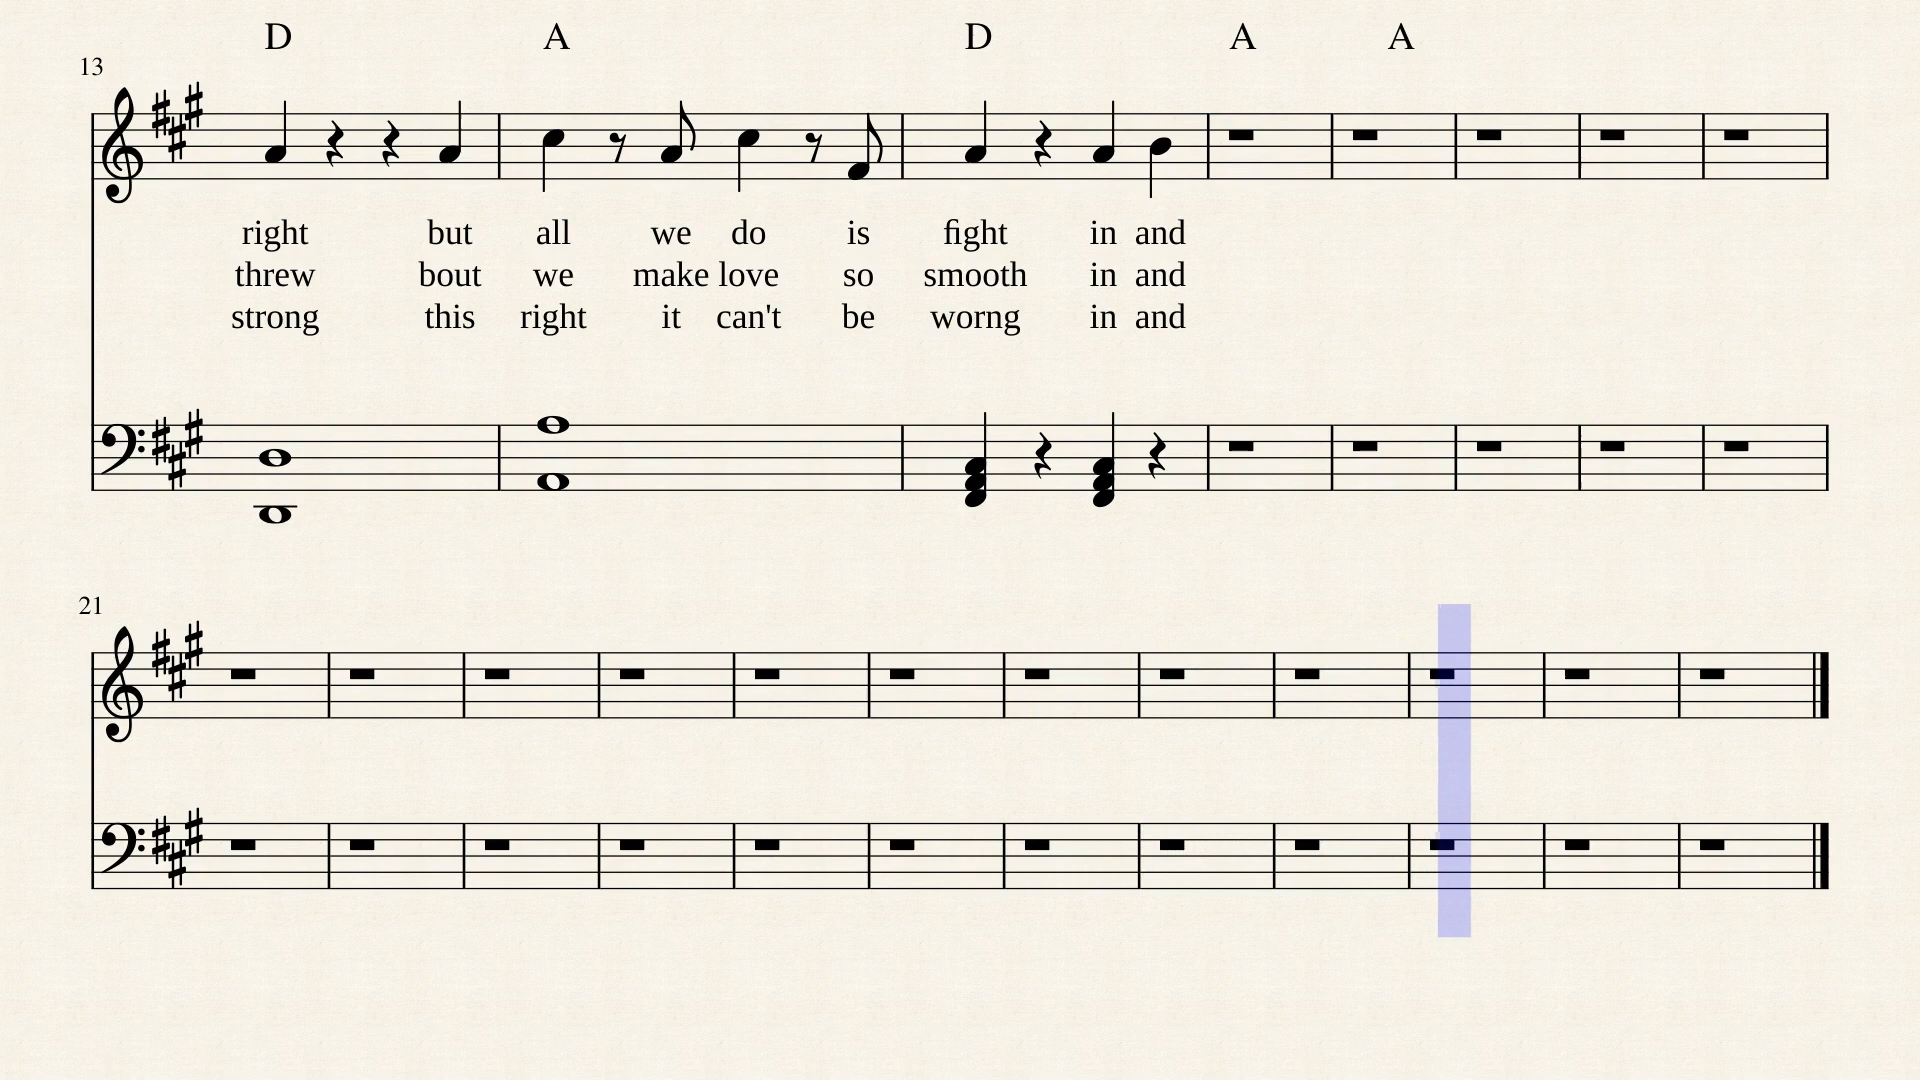 D A D A A
13
right but all we do is fight in and
threw bout we make love so smooth in and
strong this right it can't be worng in and
21